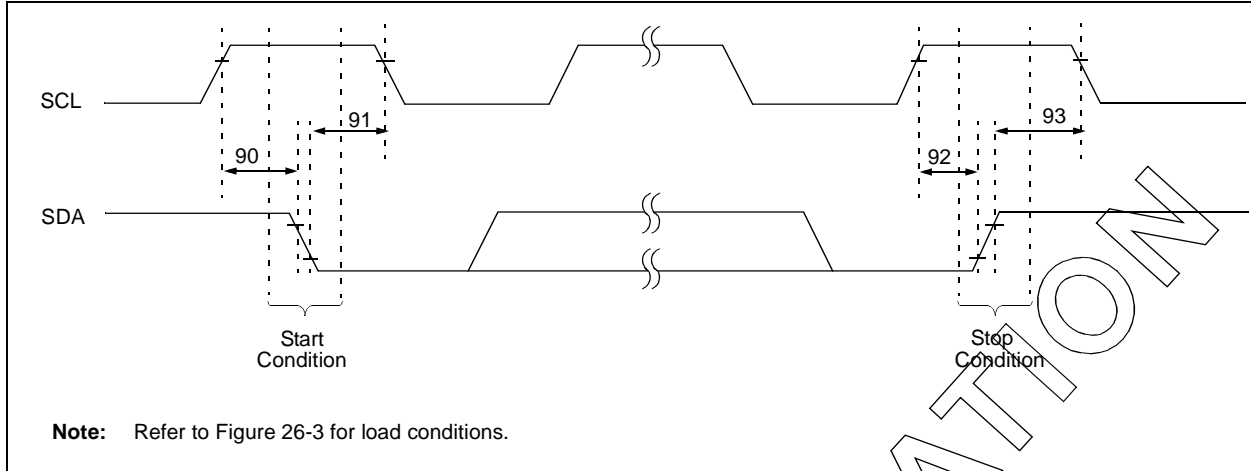 SCL
91
93
90
92
SDA
Start
Condition
Stop
Condition
Note: Refer to Figure 26-3 for load conditions.
ATION